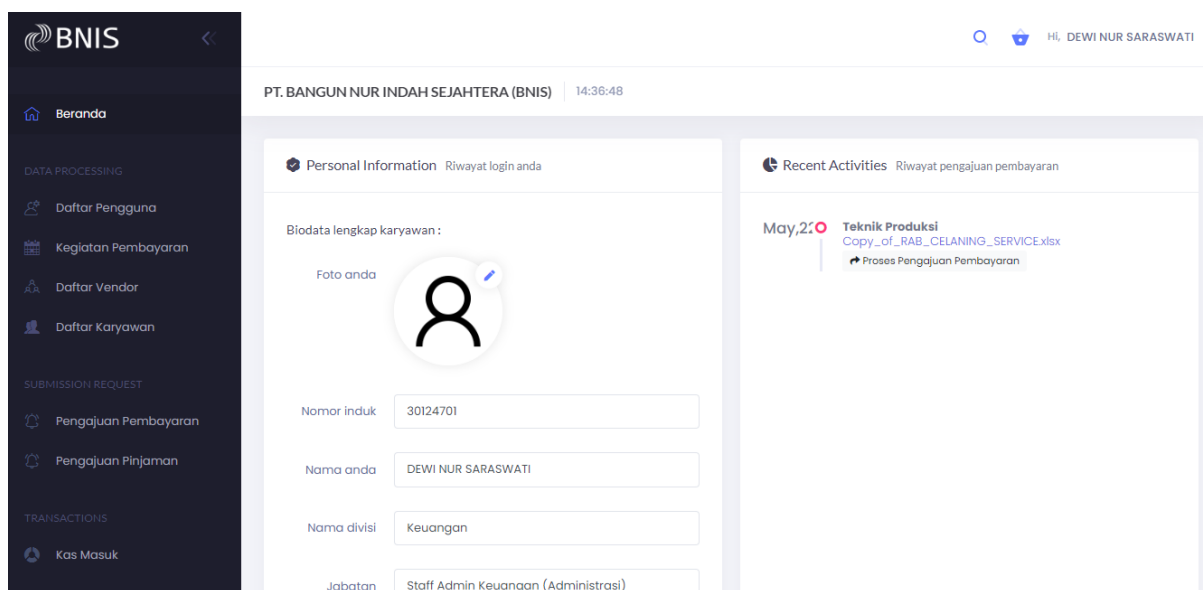 BNIS
Hi, DEWI NUR SARASWATI
PT. BANGUN NUR INDAH SEJAHTERA (BNIS)
14:36:48
Beranda
DATA PROCESSING
Daftar Pengguna
Kegiatan Pembayaran
Daftar Vendor
Daftar Karyawan
SUBMISSION REQUEST
Pengajuan Pembayaran
Pengajuan Pinjaman
TRANSACTIONS
Kas Masuk
Personal Information Riwayat login anda
Biodata lengkap karyawan :
Foto anda
Nomor induk 30124701
Nama anda DEWI NUR SARASWATI
Nama divisi Keuangan
Jabatan Staff Admin Keuangan (Administrasi)
Recent Activities Riwayat pengajuan pembayaran
May, Teknik Produksi
Copy_of_RAB_CELANING_SERVICE.xlsx
Proses Pengajuan Pembayaran